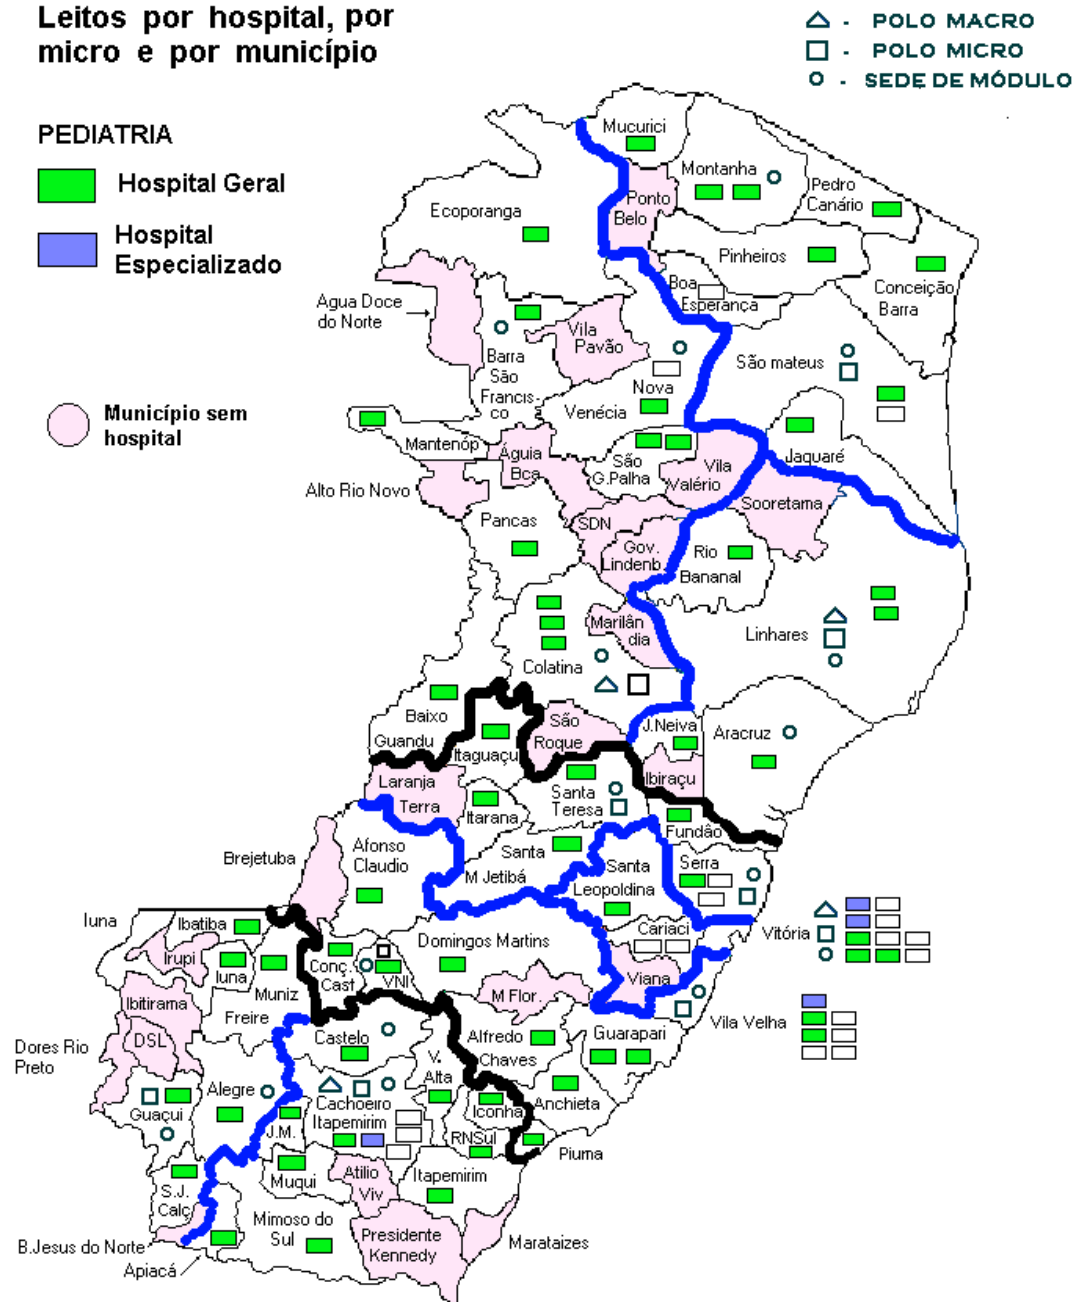 Leitos por hospital, por
micro e por município
POLO MACRO
POLO MICRO
SEDE DE MÓDULO
PEDIATRIA
Hospital Geral
Hospital
Especializado
Município sem
hospital
Mucurici
Montanha
Pedro
Canário
Ponto
Belo
Ecoporanga
Pinheiros
Conceição
Barra
Boa
Esperança
Agua Doce
do Norte
Vila
Pavão
Barra
São
Francis-
co
São mateus
Nova
Venécia
Mantenóp
Águia
Bca
São
G.Palha
Vila
Valério
Jaquaré
Alto Rio Novo
Sooretama
Pancas
SDN
Gov.
Lindenb.
Rio
Bananal
Marilân
dia
Linhares
Colatina
Baixo
Guandu
Itaguaçu
São
Roque
J.Neiva
Aracruz
Laranja
Terra
Itarana
Santa
Teresa
Ibiraçu
Fundão
Brejetuba
Afonso
Claudio
Santa
M Jetibá
Santa
Leopoldina
Serra
Iuna
Ibatiba
Cariaci
Vitória
Irupi
Iuna
Conç.
Cast
VNI
Domingos Martins
Viana
Ibitirama
Muniz
Freire
M Flor.
Vila Velha
DSL
Dores Rio
Preto
Castelo
Alfredo
Chaves
Guarapari
V.
Alta
Guaçui
Alegre
Cachoeiro
Itapemirim
Iconha
Anchieta
J.M.
RNSul
Piuma
S.J.
Calç
Muqui
Atilio
Viv
Itapemirim
Mimoso do
Sul
Presidente
Kennedy
Marataizes
B.Jesus do Norte
Apiacá